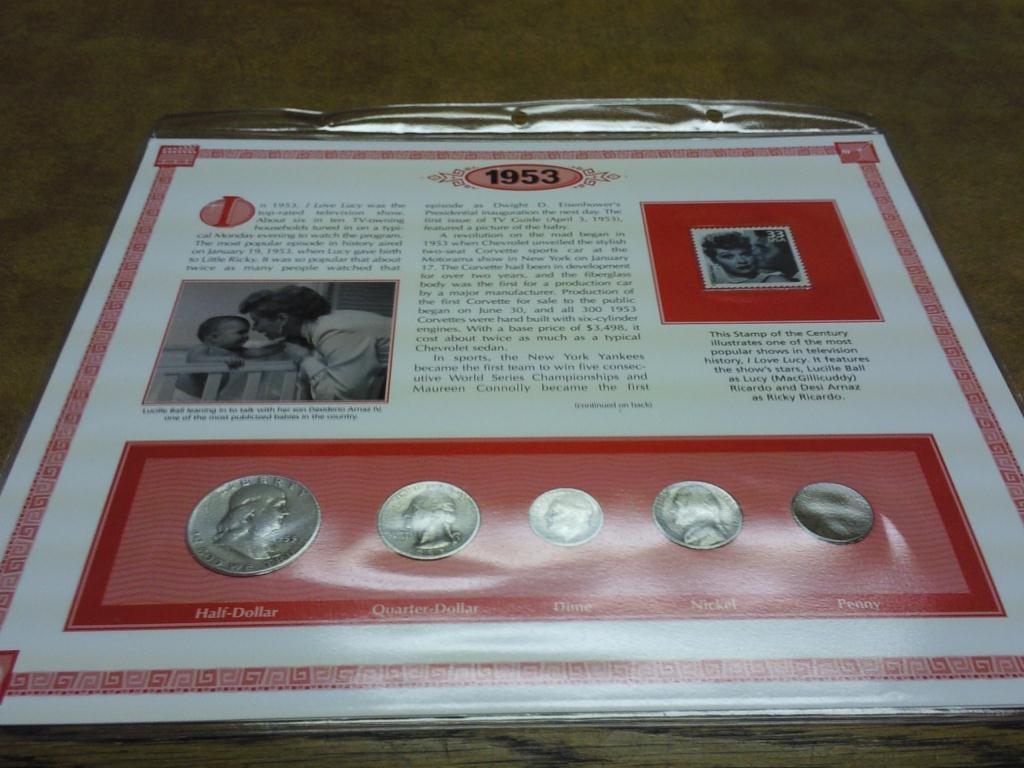 1953
In 1953, I Love Lucy was the
top-rated television show.
About six in ten TV-owning
households tuned in on a typi-
cal Monday evening to watch the program.
The most popular episode in history aired
on January 19, 1953, when Lucy gave birth
to Little Ricky. It was so popular that about
twice as many people watched that
Lucille Ball leaning in to talk with her son Desiderio Arnaz IV,
one of the most publicized babies in the country.
episode as Dwight D. Eisenhower's
Presidential inauguration the next day. The
first issue of TV Guide (April 3, 1953),
featured a picture of the baby.
A revolution on the road began in
1953 when Chevrolet unveiled the stylish
two-seat Corvette sports car at the
Motorama show in New York on January
17. The Corvette had been in development
for over two years, and the fiberglass
body was the first for a production car
by a major manufacturer. Production of
the first Corvette for sale to the public
began on June 30, and all 300 1953
Corvettes were hand built with six-cylinder
engines. With a base price of $3,498, it
cost about twice as much as a typical
Chevrolet sedan.
In sports, the New York Yankees
became the first team to win five consec-
utive World Series Championships and
Maureen Connolly became the first
(continued on back)
33
USA
This Stamp of the Century
illustrates one of the most
popular shows in television
history, I Love Lucy. It features
the show's stars, Lucille Ball
as Lucy (MacGillicuddy)
Ricardo and Desi Arnaz
as Ricky Ricardo.
LIBERTY
Half-Dollar
Quarter-Dollar
Dime
Nickel
Penny